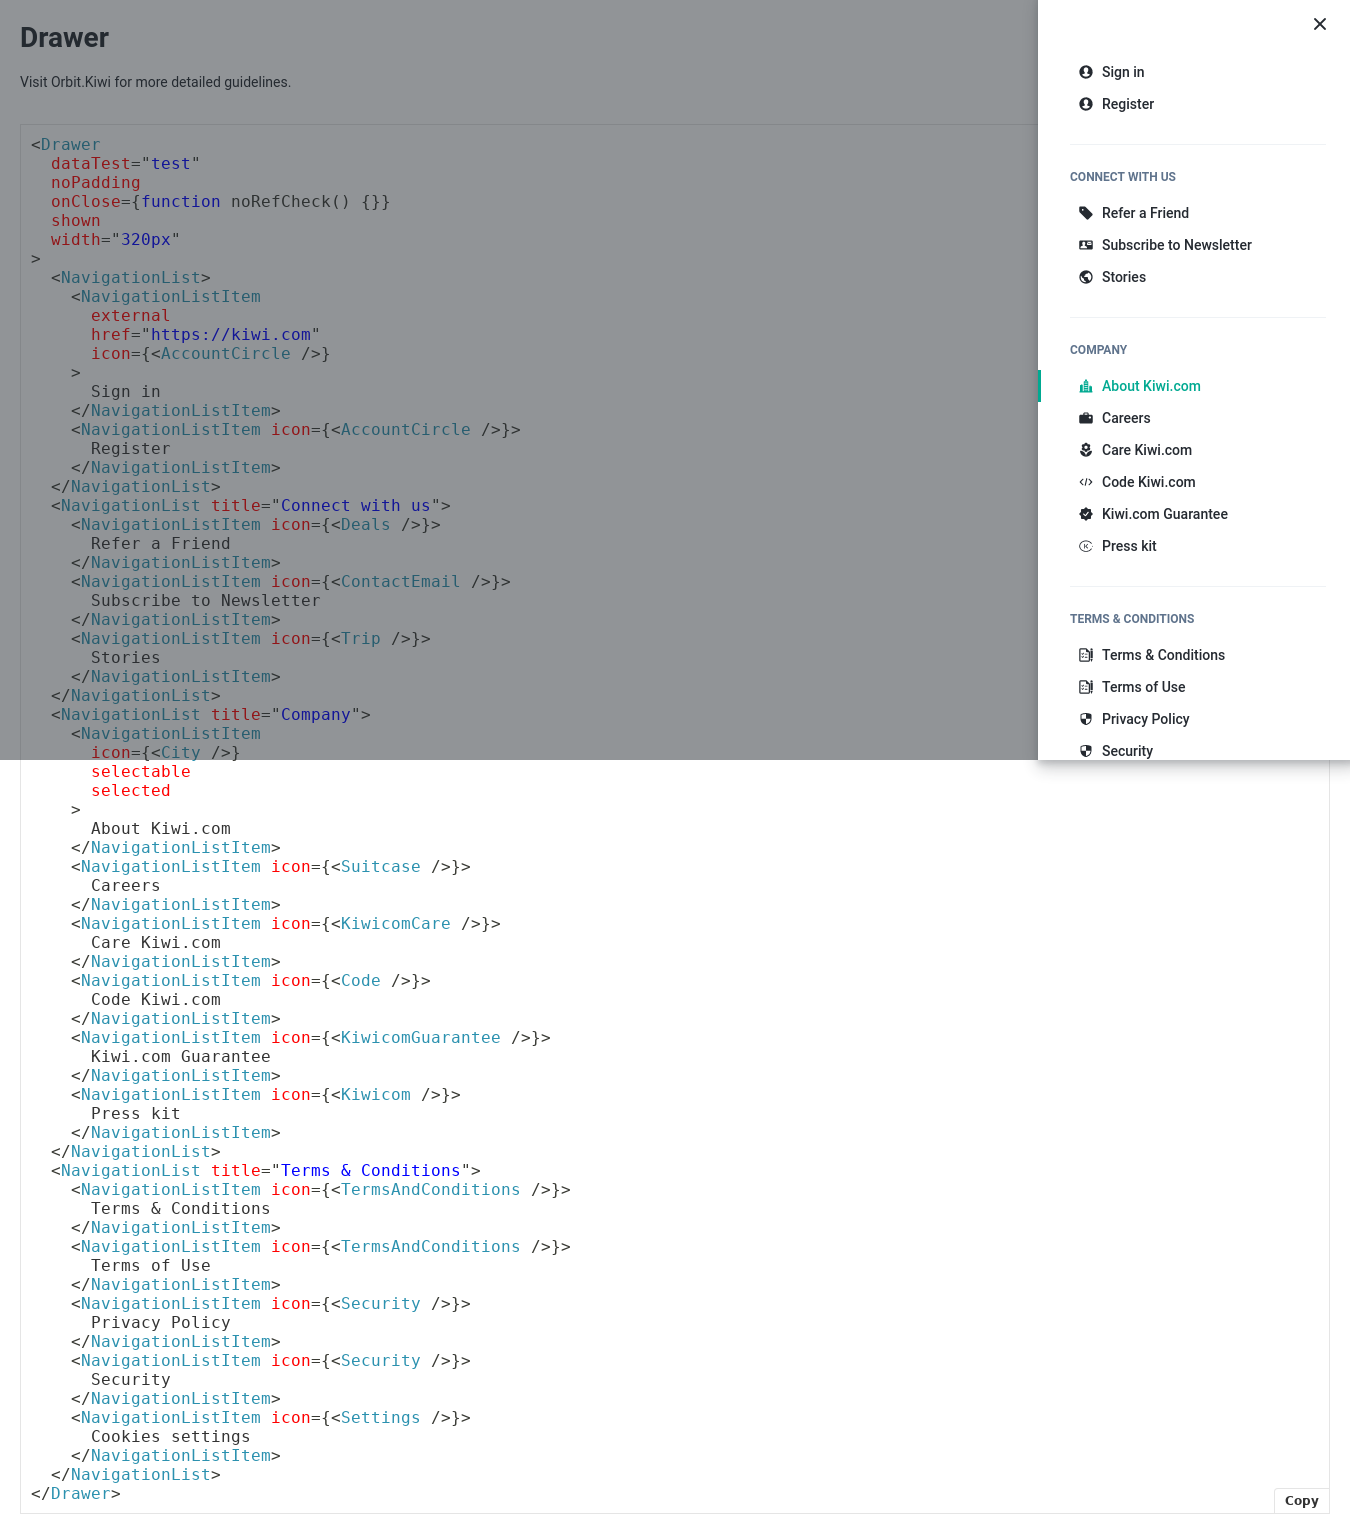 Drawer
Visit Orbit.Kiwi for more detailed guidelines.
<Drawer
  dataTest="test"
  noPadding
  onClose={function noRefCheck() {}}
  shown
  width="320px"
>
  <NavigationList>
    <NavigationListItem
      external
      href="https://kiwi.com"
      icon={<AccountCircle />}
    >
      Sign in
    </NavigationListItem>
    <NavigationListItem icon={<AccountCircle />}>
      Register
    </NavigationListItem>
  </NavigationList>
  <NavigationList title="Connect with us">
    <NavigationListItem icon={<Deals />}>
      Refer a Friend
    </NavigationListItem>
    <NavigationListItem icon={<ContactEmail />}>
      Subscribe to Newsletter
    </NavigationListItem>
    <NavigationListItem icon={<Trip />}>
      Stories
    </NavigationListItem>
  </NavigationList>
  <NavigationList title="Company">
    <NavigationListItem
      icon={<City />}
      selectable
      selected
    >
      About Kiwi.com
    </NavigationListItem>
    <NavigationListItem icon={<Suitcase />}>
      Careers
    </NavigationListItem>
    <NavigationListItem icon={<KiwicomCare />}>
      Care Kiwi.com
    </NavigationListItem>
    <NavigationListItem icon={<Code />}>
      Code Kiwi.com
    </NavigationListItem>
    <NavigationListItem icon={<KiwicomGuarantee />}>
      Kiwi.com Guarantee
    </NavigationListItem>
    <NavigationListItem icon={<Kiwicom />}>
      Press kit
    </NavigationListItem>
  </NavigationList>
  <NavigationList title="Terms & Conditions">
    <NavigationListItem icon={<TermsAndConditions />}>
      Terms & Conditions
    </NavigationListItem>
    <NavigationListItem icon={<TermsAndConditions />}>
      Terms of Use
    </NavigationListItem>
    <NavigationListItem icon={<Security />}>
      Privacy Policy
    </NavigationListItem>
    <NavigationListItem icon={<Security />}>
      Security
    </NavigationListItem>
    <NavigationListItem icon={<Settings />}>
      Cookies settings
    </NavigationListItem>
  </NavigationList>
</Drawer>
Copy
Sign in
Register
CONNECT WITH US
Refer a Friend
Subscribe to Newsletter
Stories
COMPANY
About Kiwi.com
Careers
Care Kiwi.com
Code Kiwi.com
Kiwi.com Guarantee
Press kit
TERMS & CONDITIONS
Terms & Conditions
Terms of Use
Privacy Policy
Security